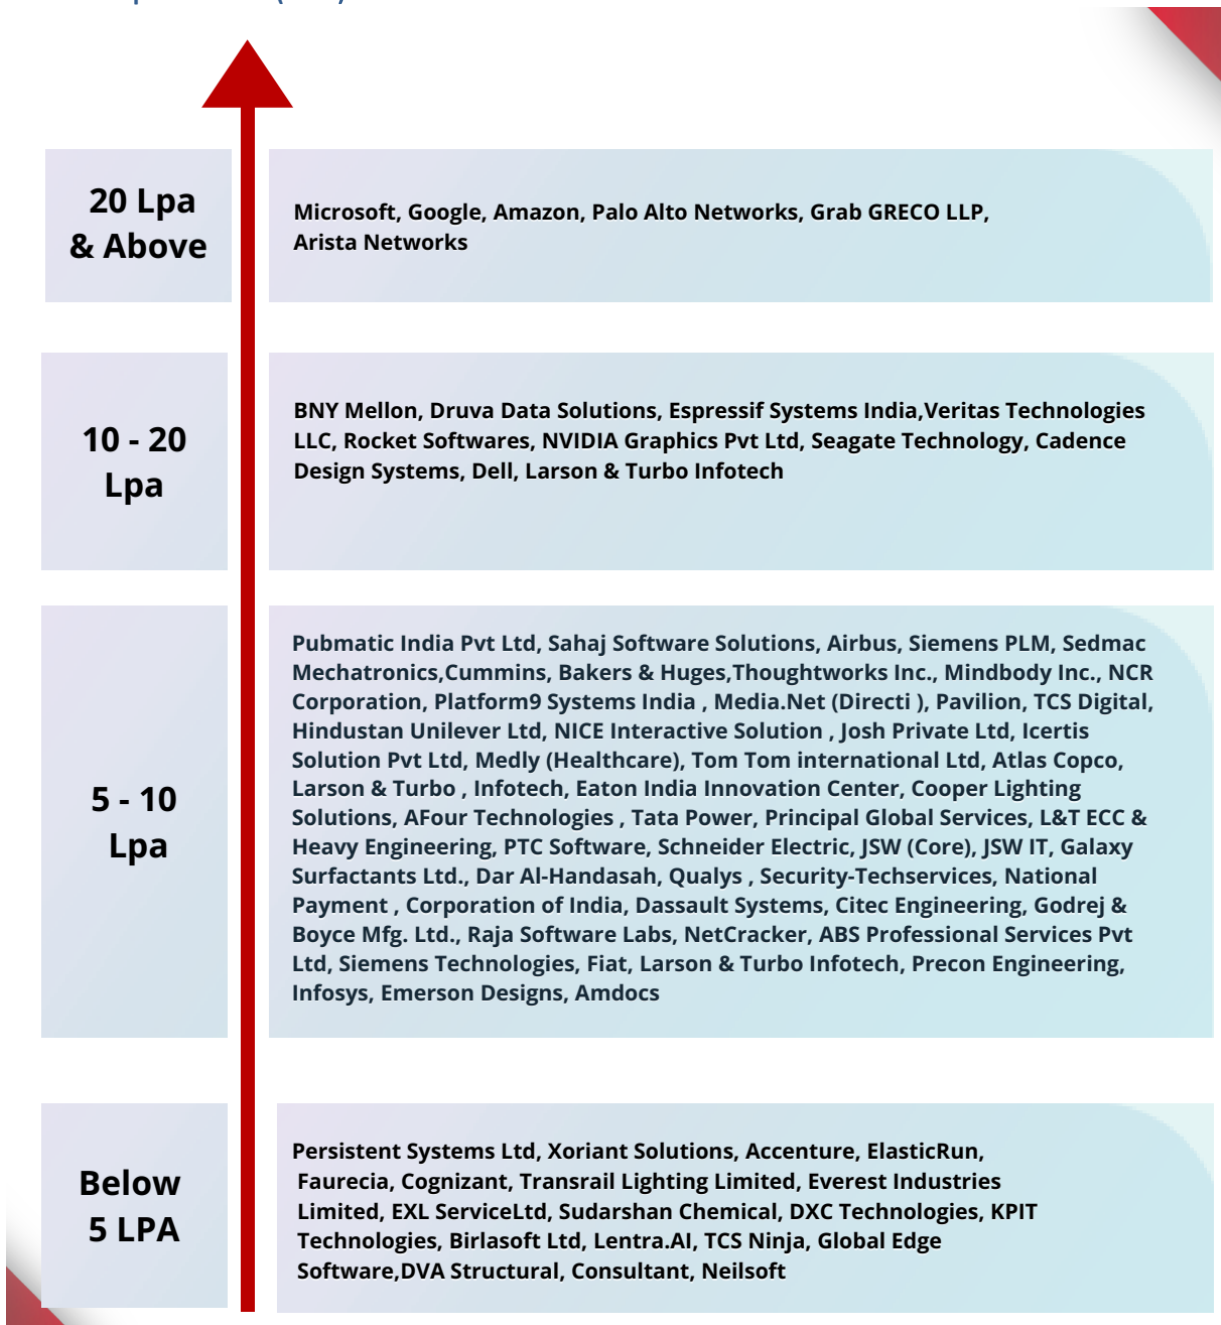 20 Lpa
& Above
Microsoft, Google, Amazon, Palo Alto Networks, Grab GRECO LLP,
Arista Networks
10 - 20
Lpa
BNY Mellon, Druva Data Solutions, Espressif Systems India,Veritas Technologies
LLC, Rocket Softwares, NVIDIA Graphics Pvt Ltd, Seagate Technology, Cadence
Design Systems, Dell, Larson & Turbo Infotech
5 - 10
Lpa
Pubmatic India Pvt Ltd, Sahaj Software Solutions, Airbus, Siemens PLM, Sedmac
Mechatronics,Cummins, Bakers & Huges,Thoughtworks Inc., Mindbody Inc., NCR
Corporation, Platform9 Systems India , Media.Net (Directi ), Pavilion, TCS Digital,
Hindustan Unilever Ltd, NICE Interactive Solution , Josh Private Ltd, Icertis
Solution Pvt Ltd, Medly (Healthcare), Tom Tom international Ltd, Atlas Copco,
Larson & Turbo , Infotech, Eaton India Innovation Center, Cooper Lighting
Solutions, AFour Technologies , Tata Power, Principal Global Services, L&T ECC &
Heavy Engineering, PTC Software, Schneider Electric, JSW (Core), JSW IT, Galaxy
Surfactants Ltd., Dar Al-Handasah, Qualys , Security-Techservices, National
Payment , Corporation of India, Dassault Systems, Citec Engineering, Godrej &
Boyce Mfg. Ltd., Raja Software Labs, NetCracker, ABS Professional Services Pvt
Ltd, Siemens Technologies, Fiat, Larson & Turbo Infotech, Precon Engineering,
Infosys, Emerson Designs, Amdocs
Below
5 LPA
Persistent Systems Ltd, Xoriant Solutions, Accenture, ElasticRun,
Faurecia, Cognizant, Transrail Lighting Limited, Everest Industries
Limited, EXL ServiceLtd, Sudarshan Chemical, DXC Technologies, KPIT
Technologies, Birlasoft Ltd, Lentra.AI, TCS Ninja, Global Edge
Software,DVA Structural, Consultant, Neilsoft